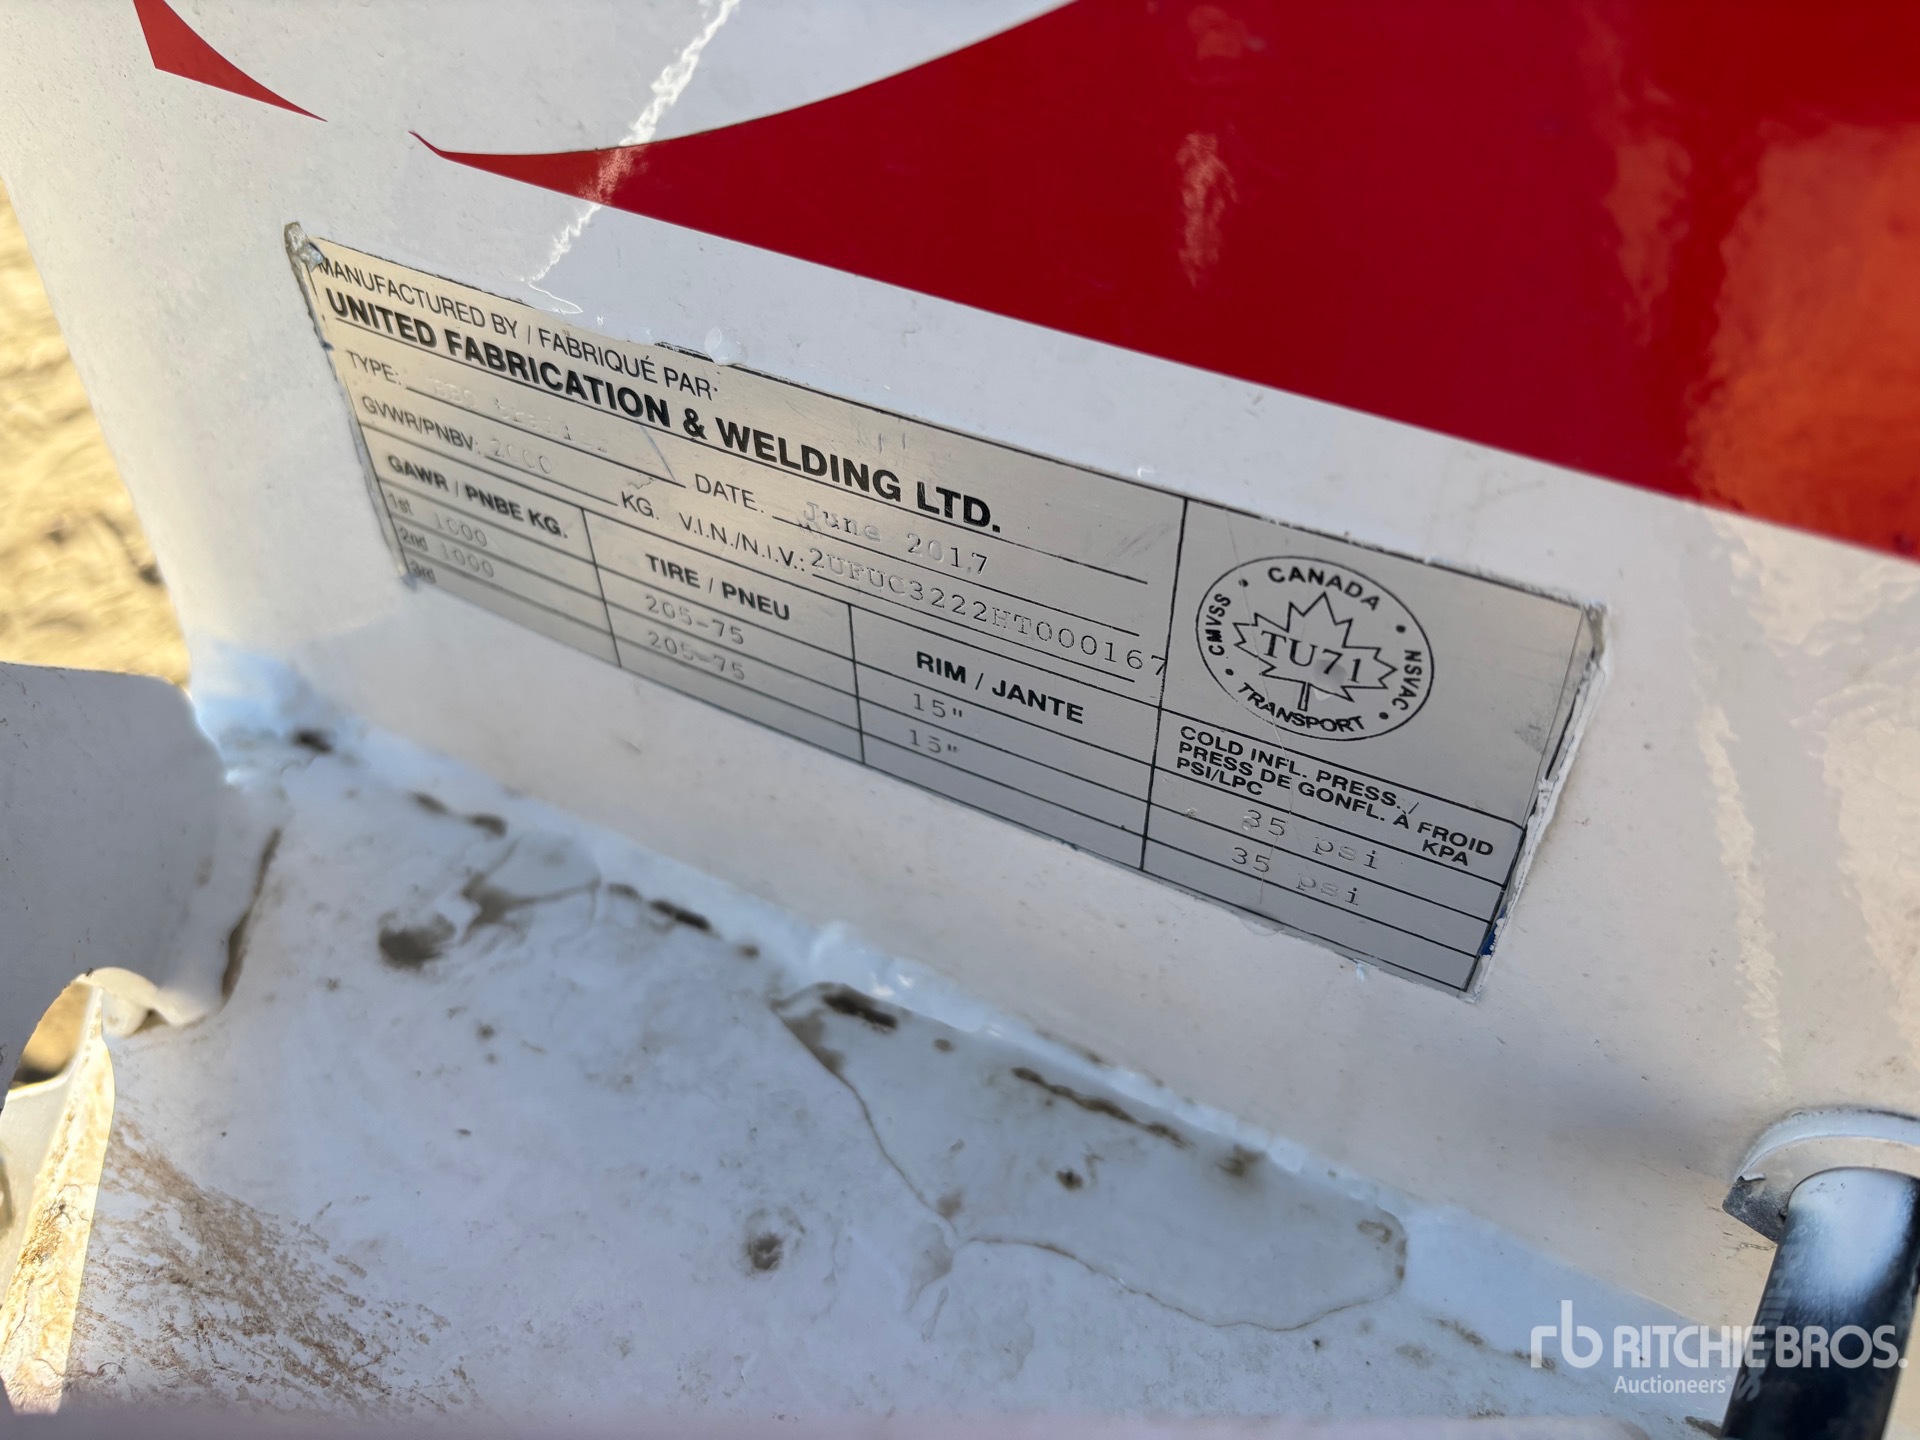 MANUFACTURED BY / FABRIQUÉ PAR:
UNITED FABRICATION & WELDING LTD.
TYPE: DATE. June 2017
GVWR/PNBV: 2000 KG. V.I.N./N.I.V.: 2UFUC3222HT000167
GAWR / PNBE KG. TIRE / PNEU RIM / JANTE COLD INFL. PRESS. /
PRESS DE GONFL. À FROID
PSI/LPC KPA
1st 1000 205-75 15" 35 psi
2nd 1000 205-75 15" 35 psi
3rd
CANADA
CMVSS
NSVAC
TU71
TRANSPORT
rb RITCHIE BROS.
Auctioneers